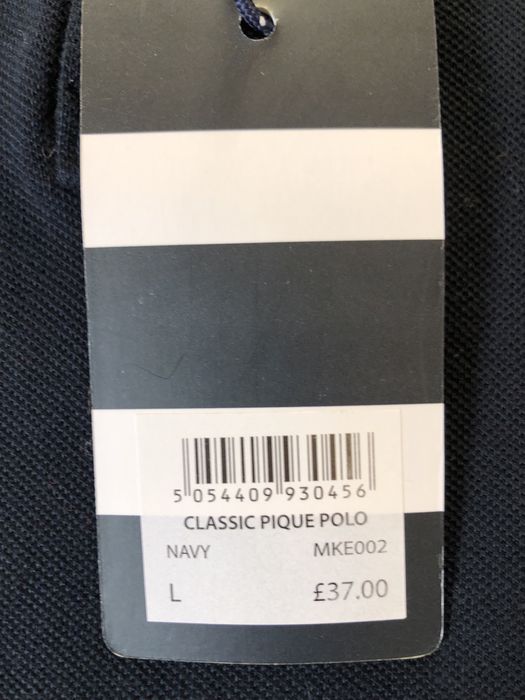 5 054409 930456
CLASSIC PIQUE POLO
NAVY MKE002
L £37.00